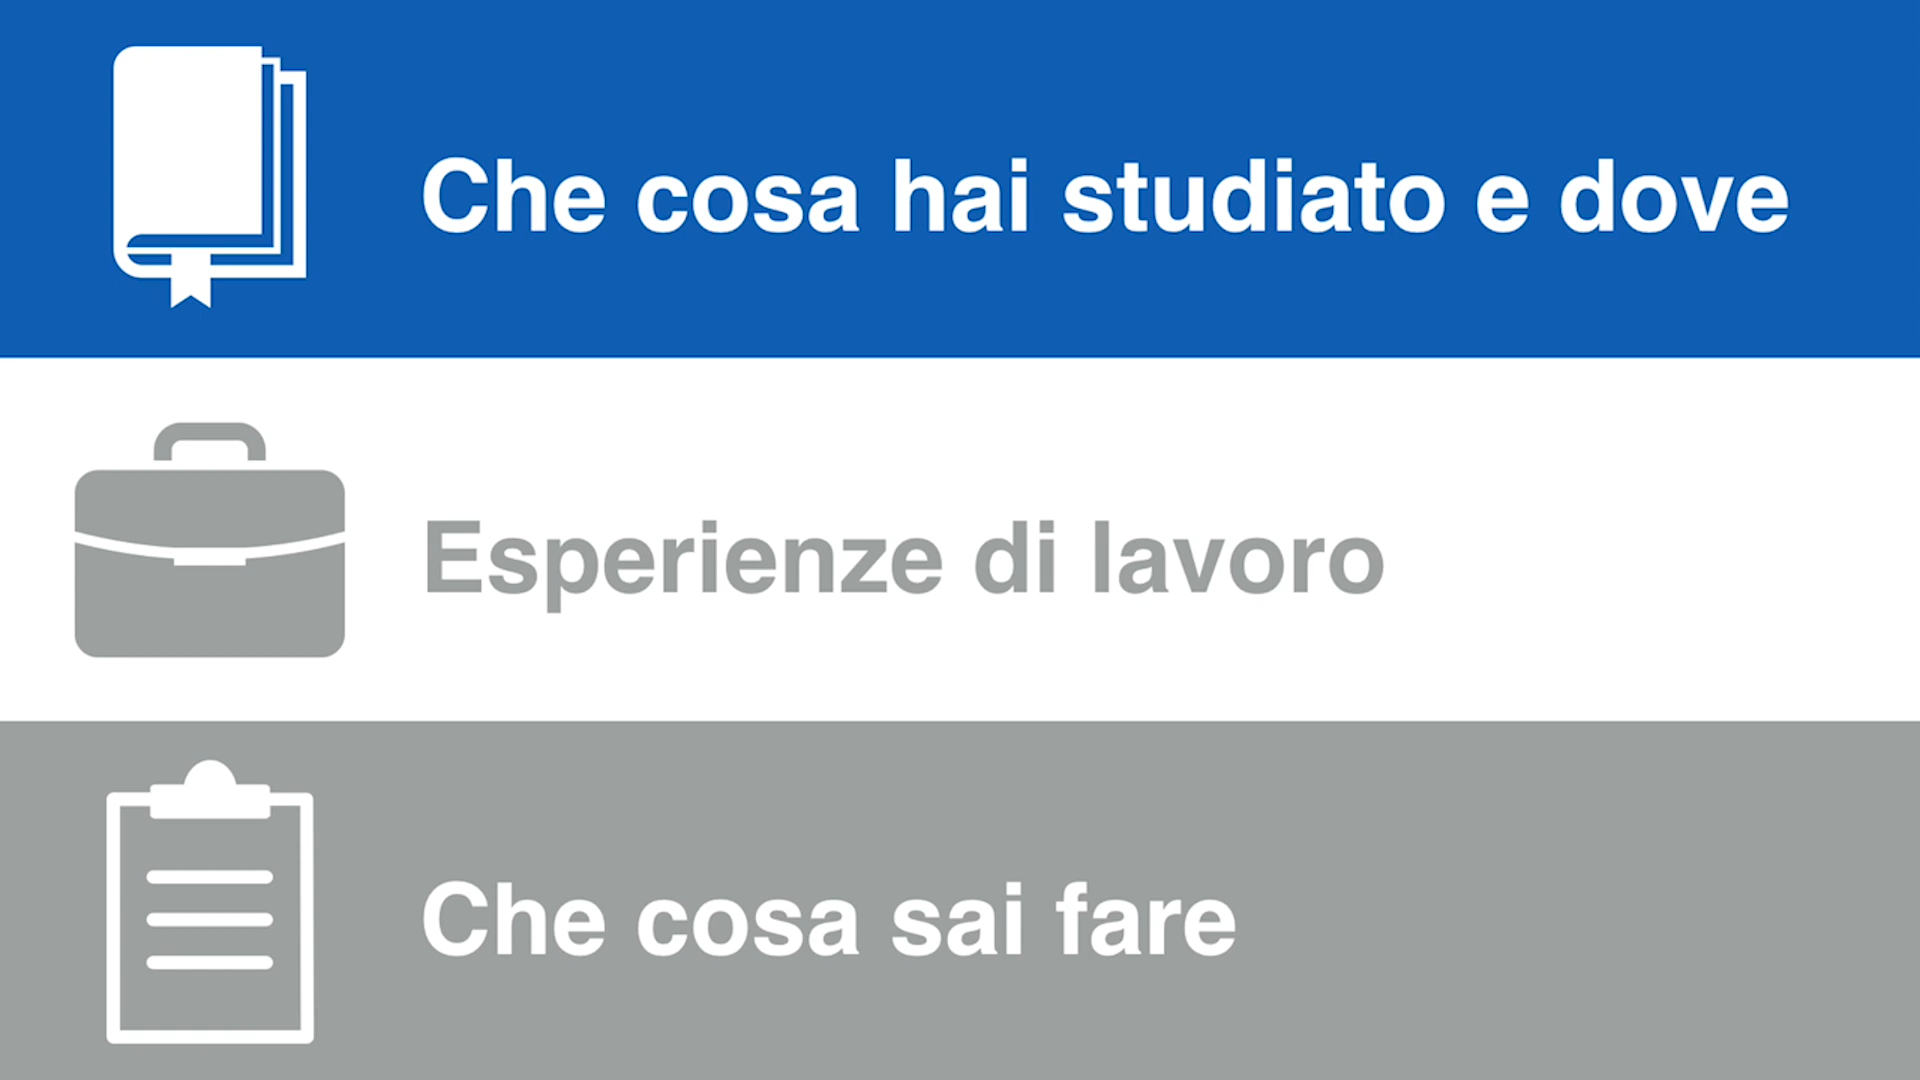 Che cosa hai studiato e dove
Esperienze di lavoro
Che cosa sai fare